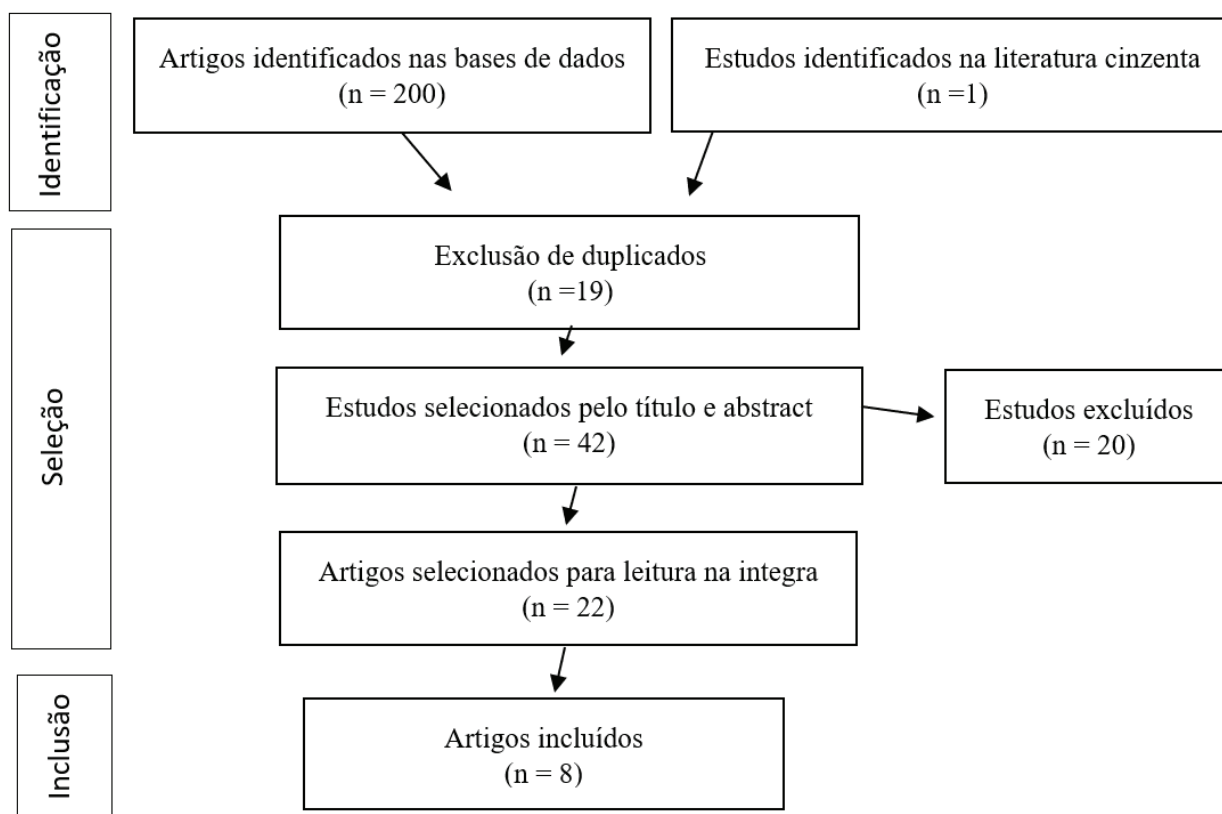 Identificação
Artigos identificados nas bases de dados
(n = 200)
Estudos identificados na literatura cinzenta
(n =1)
Seleção
Exclusão de duplicados
(n =19)
Estudos selecionados pelo título e abstract
(n = 42)
Estudos excluídos
(n = 20)
Artigos selecionados para leitura na integra
(n = 22)
Inclusão
Artigos incluídos
(n = 8)